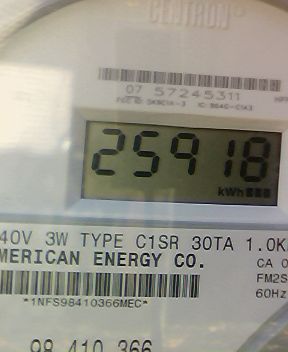 CENTRON®
07 57245311
25918
kWh
40V 3W TYPE C1SR 30TA 1.0K
MERICAN ENERGY CO.
CA 0
FM2S
60Hz
*1NFS98410366MEC*
98 410 366